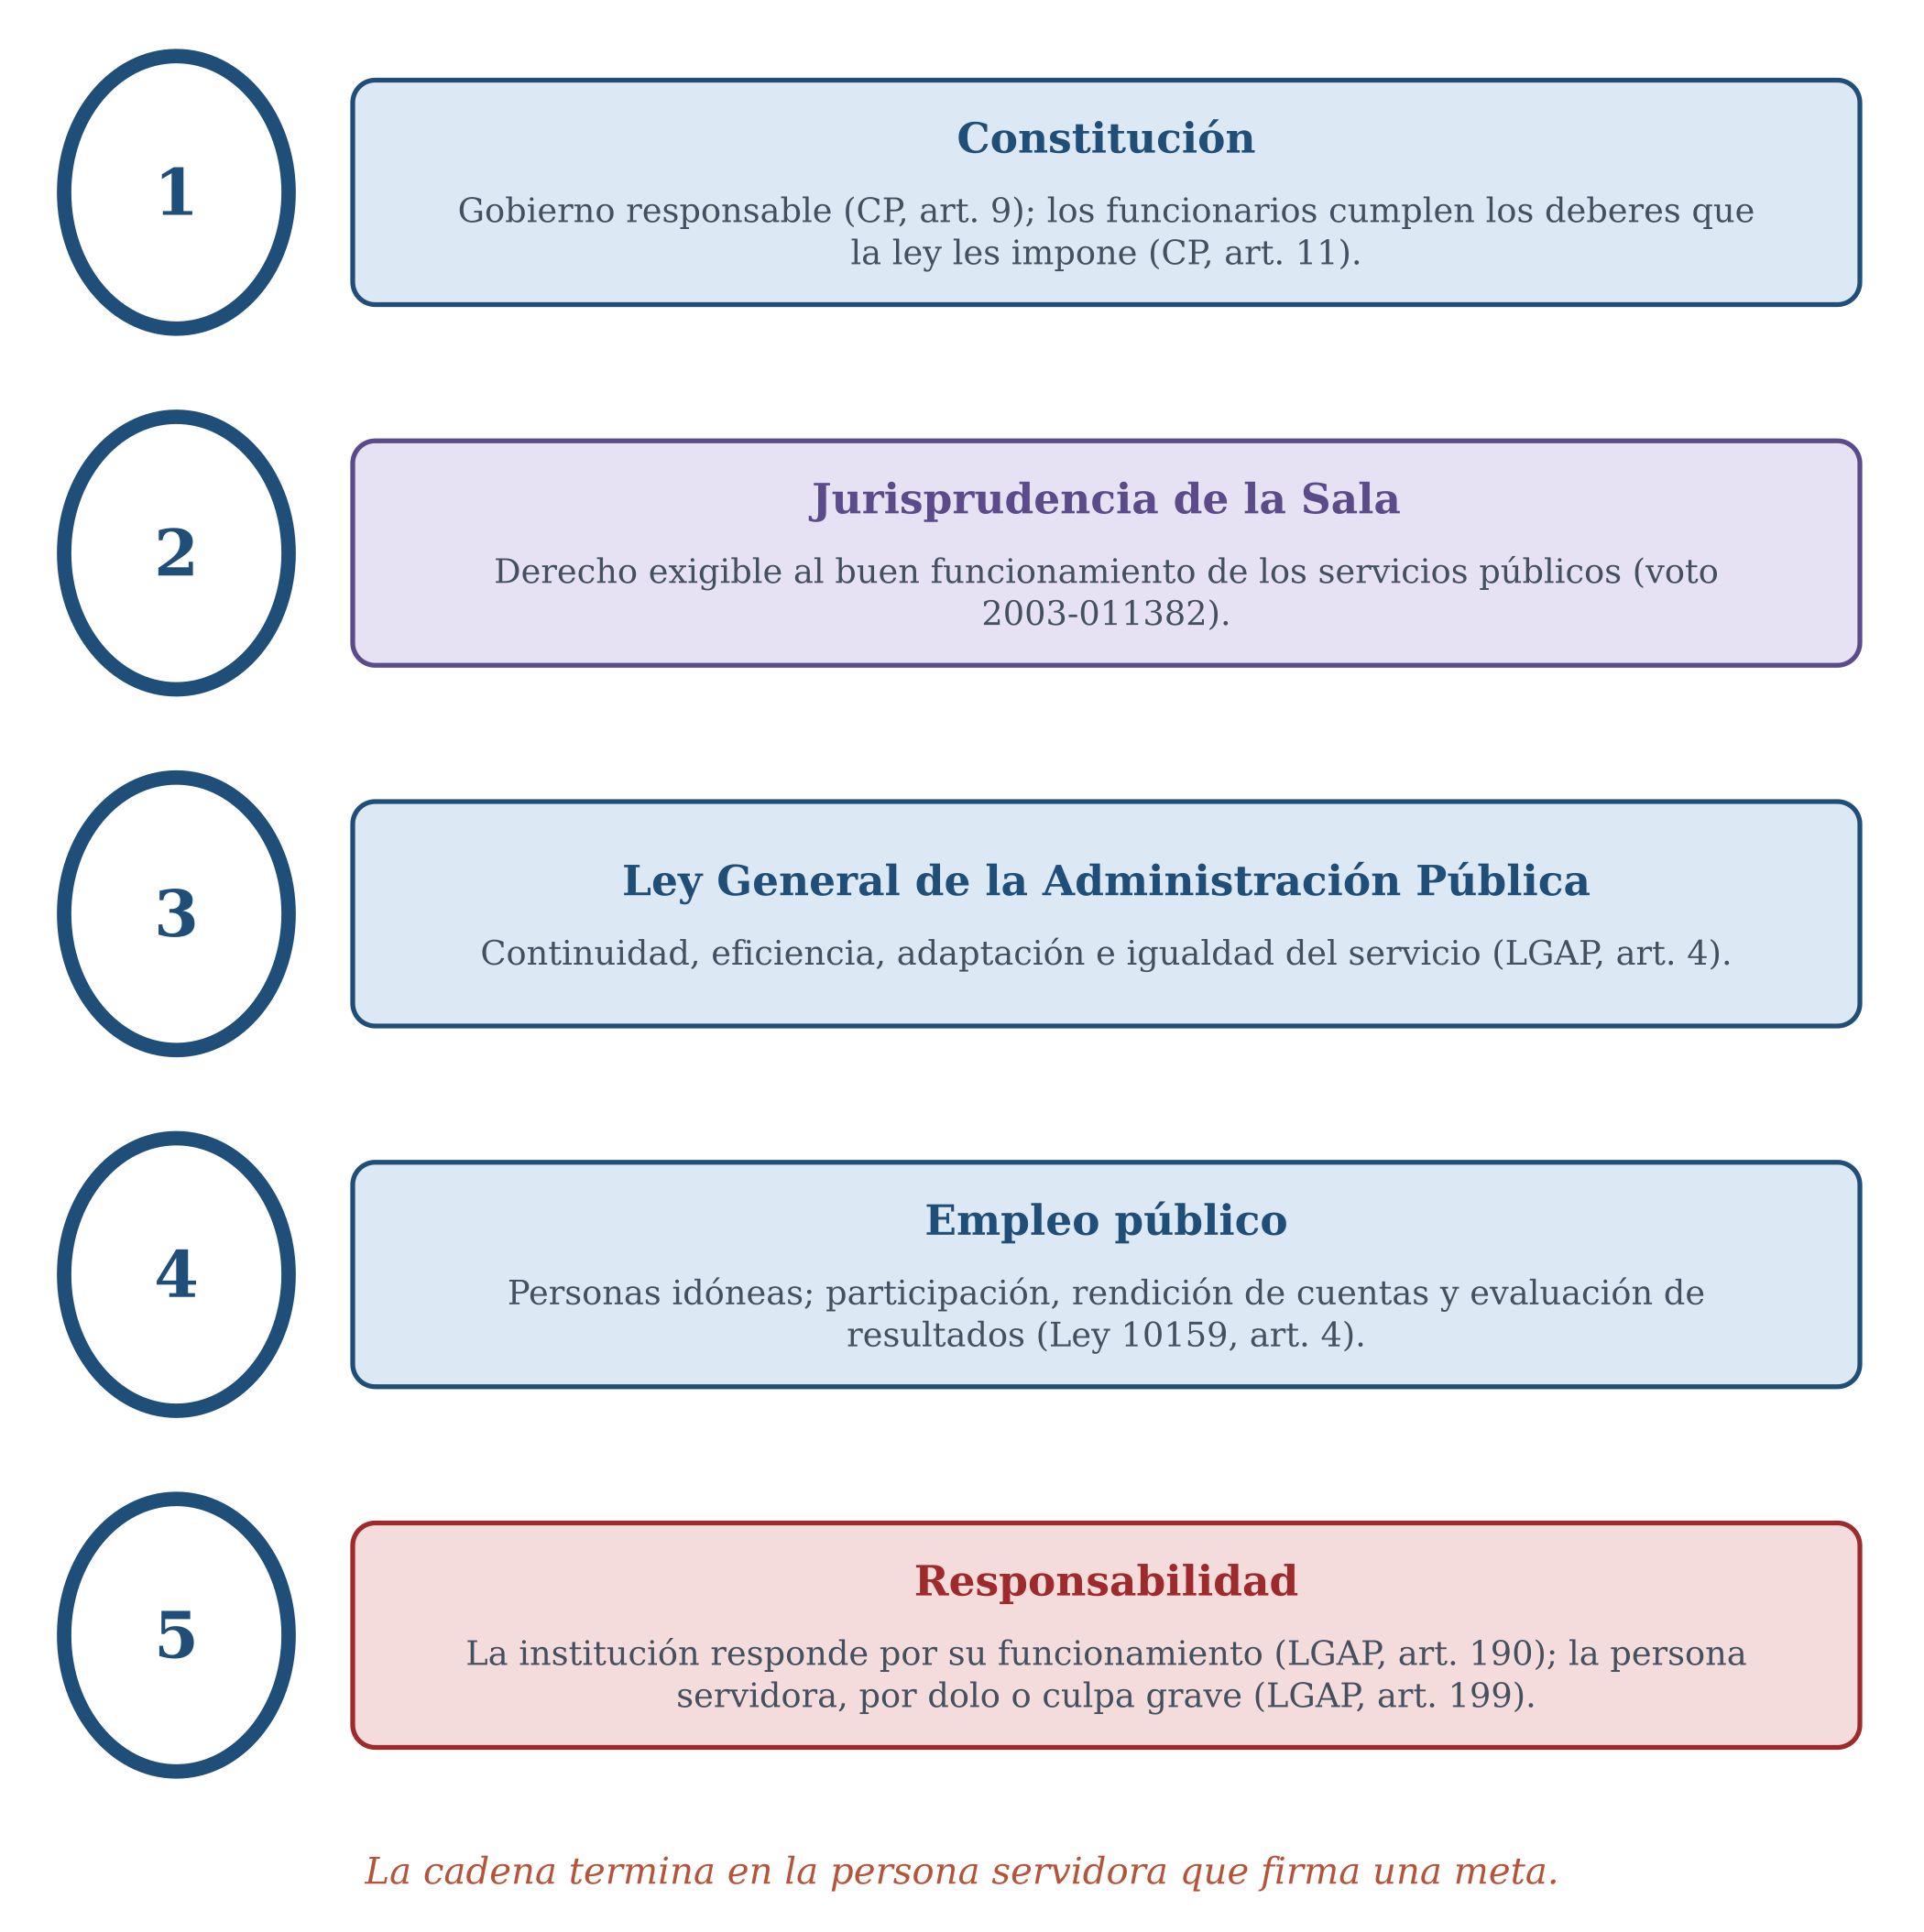 1
Constitución
Gobierno responsable (CP, art. 9); los funcionarios cumplen los deberes que
la ley les impone (CP, art. 11).
2
Jurisprudencia de la Sala
Derecho exigible al buen funcionamiento de los servicios públicos (voto
2003-011382).
3
Ley General de la Administración Pública
Continuidad, eficiencia, adaptación e igualdad del servicio (LGAP, art. 4).
4
Empleo público
Personas idóneas; participación, rendición de cuentas y evaluación de
resultados (Ley 10159, art. 4).
5
Responsabilidad
La institución responde por su funcionamiento (LGAP, art. 190); la persona
servidora, por dolo o culpa grave (LGAP, art. 199).
La cadena termina en la persona servidora que firma una meta.